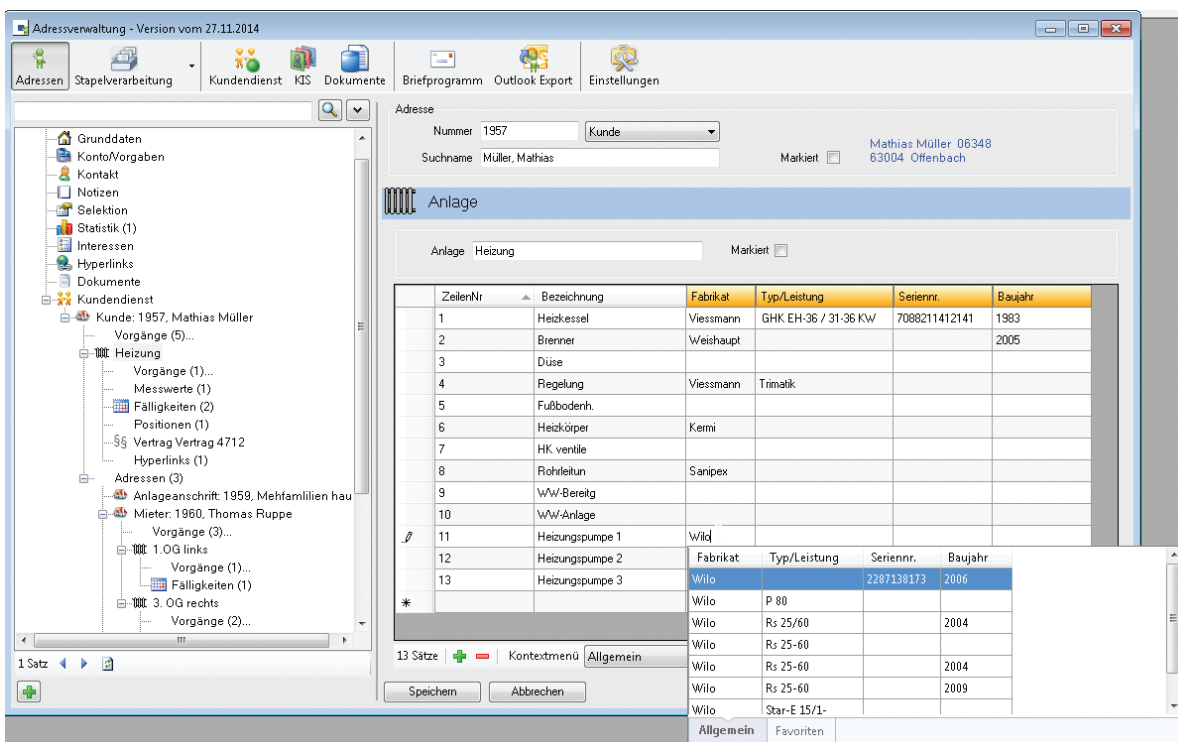 Adressverwaltung - Version vom 27.11.2014
Adressen Stapelverarbeitung Kundendienst KIS Dokumente Briefprogramm Outlook Export Einstellungen
Grunddaten
Konto/Vorgaben
Kontakt
Notizen
Selektion
Statistik (1)
Interessen
Hyperlinks
Dokumente
Kundendienst
Kunde: 1957, Mathias Müller
Vorgänge (5)...
Heizung
Vorgänge (1)...
Messwerte (1)
Fälligkeiten (2)
Positionen (1)
§§ Vertrag Vertrag 4712
Hyperlinks (1)
Adressen (3)
Anlageanschrift: 1959, Mehfamlilien hau
Mieter: 1960, Thomas Ruppe
Vorgänge (3)...
1.OG links
Vorgänge (1)...
Fälligkeiten (1)
3. OG rechts
Vorgänge (2)...
1 Satz
Adresse
Nummer 1957 Kunde
Suchname Müller, Mathias Markiert
Mathias Müller 06348
63004 Offenbach
Anlage
Anlage Heizung Markiert
ZeilenNr Bezeichnung Fabrikat Typ/Leistung Seriennr. Baujahr
1 Heizkessel Viessmann GHK EH-36 / 31-36 KW 7088211412141 1983
2 Brenner Weishaupt 2005
3 Düse
4 Regelung Viessmann Trimatik
5 Fußbodenh.
6 Heizkörper Kermi
7 HK ventile
8 Rohrleitun Sanipex
9 WW-Bereitg
10 WW-Anlage
11 Heizungspumpe 1 Wilo
12 Heizungspumpe 2
13 Heizungspumpe 3
*
Fabrikat Typ/Leistung Seriennr. Baujahr
Wilo 2287138173 2006
Wilo P 80
Wilo Rs 25/60 2004
Wilo Rs 25-60
Wilo Rs 25-60 2004
Wilo Rs 25-60 2009
Wilo Star-E 15/1-
Allgemein Favoriten
13 Sätze Kontextmenü Allgemein
Speichern Abbrechen